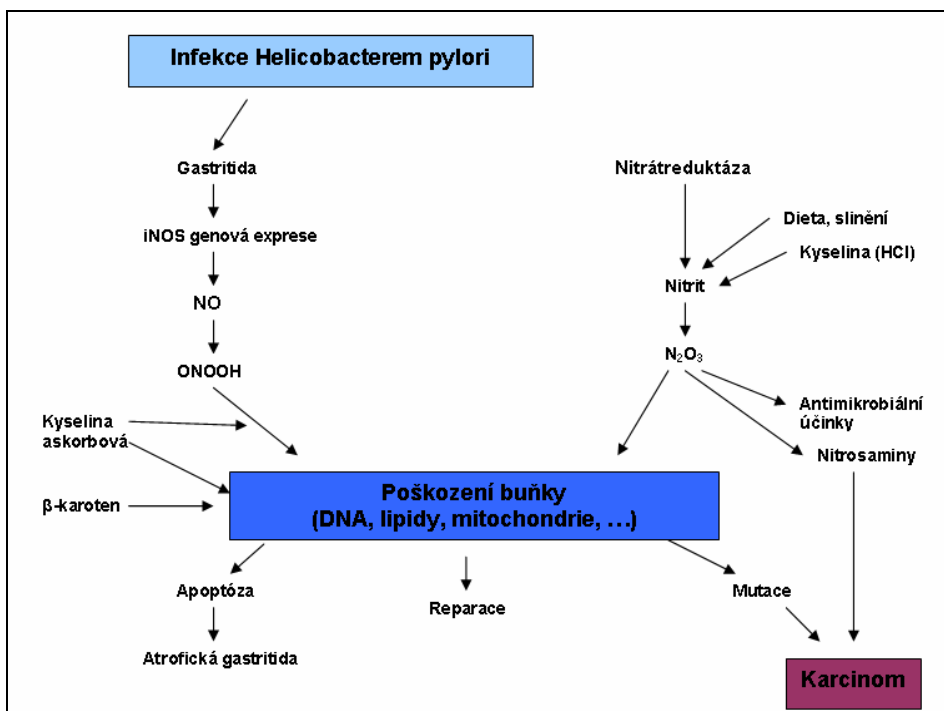 Infekce Helicobacterem pylori
Gastritida
Nitrátreduktáza
iNOS genová exprese
Dieta, slinění
Kyselina (HCl)
NO
Nitrit
ONOOH
N₂O₃
Kyselina
askorbová
Antimikrobiální
účinky
Nitrosaminy
β-karoten
Poškození buňky
(DNA, lipidy, mitochondrie, …)
Apoptóza
Reparace
Mutace
Atrofická gastritida
Karcinom